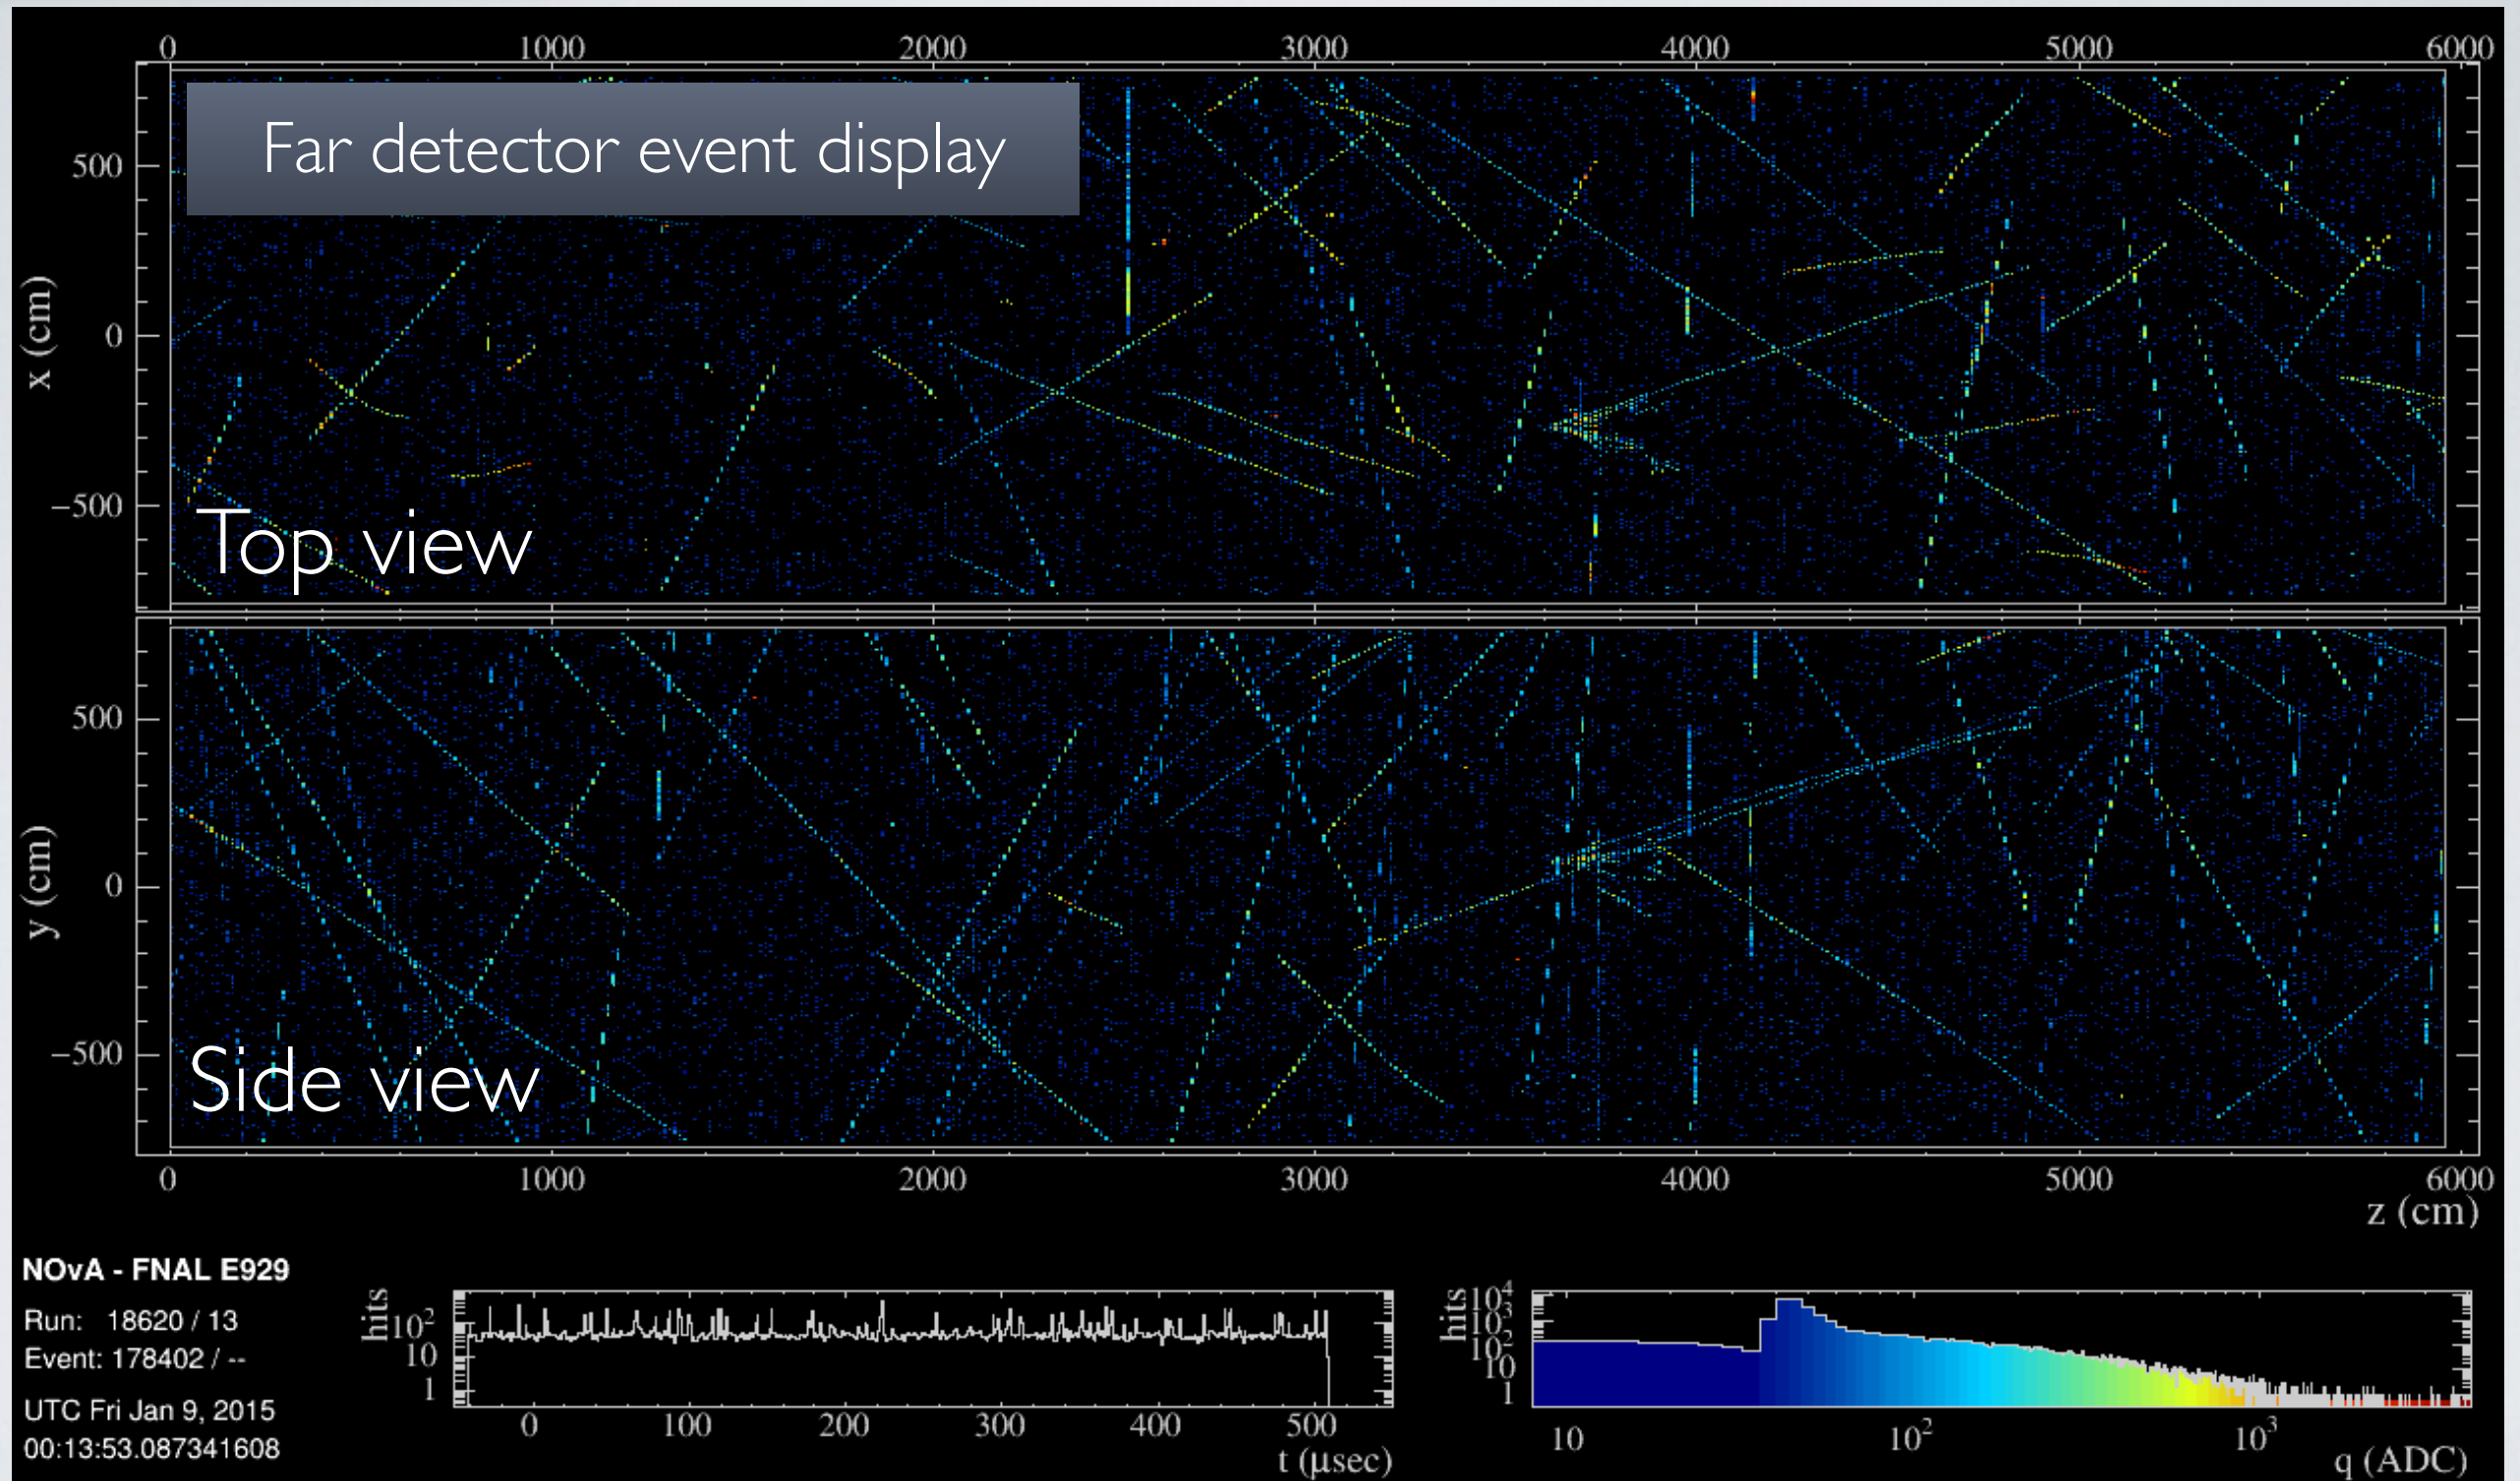 0 1000 2000 3000 4000 5000 6000
Far detector event display
500
0
−500
x (cm)
Top view
500
0
−500
y (cm)
Side view
0 1000 2000 3000 4000 5000 6000
z (cm)
NOvA - FNAL E929
Run: 18620 / 13
Event: 178402 / --
UTC Fri Jan 9, 2015
00:13:53.087341608
hits
10²
10
1
0 100 200 300 400 500
t (μsec)
hits
10⁴
10³
10²
10
1
10 10² 10³
q (ADC)